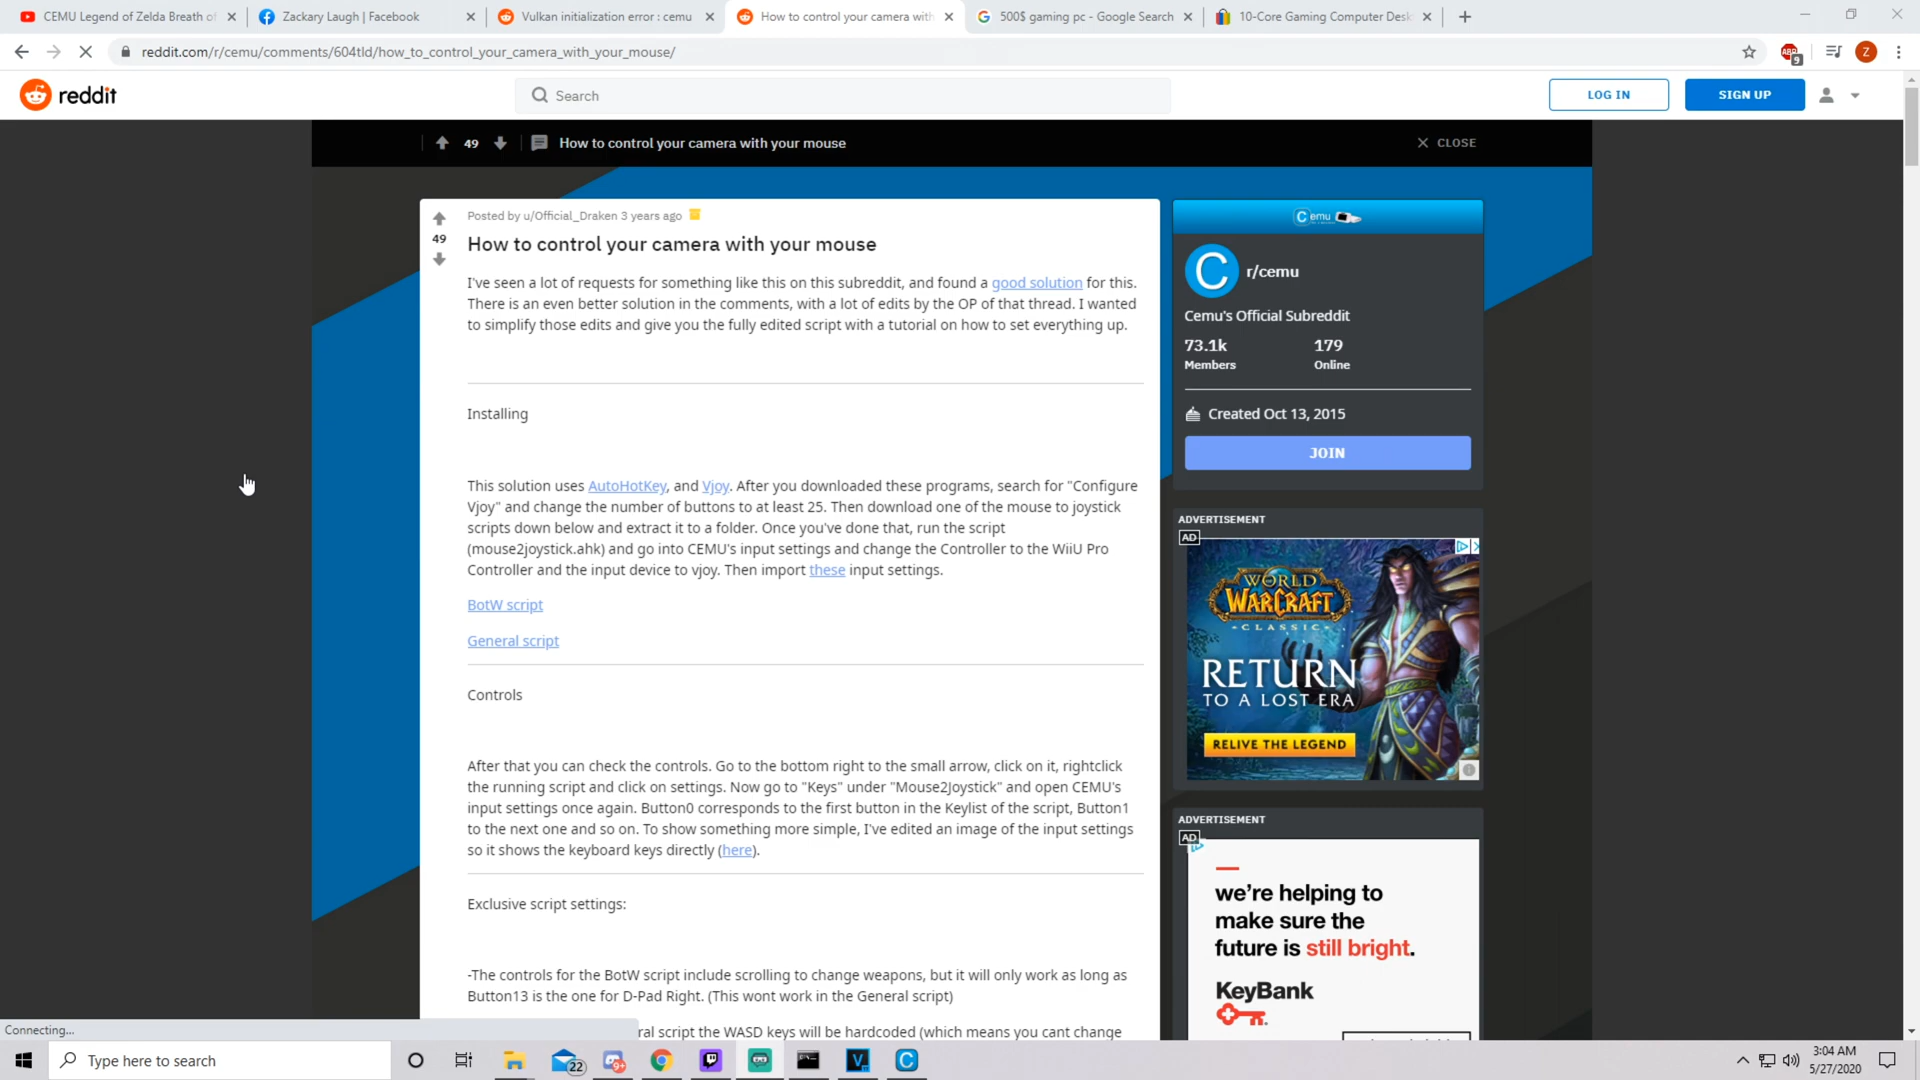 CEMU Legend of Zelda Breath of
Zackary Laugh | Facebook
Vulkan initialization error : cemu
How to control your camera with
500$ gaming pc - Google Search
10-Core Gaming Computer Desk
reddit.com/r/cemu/comments/604tld/how_to_control_your_camera_with_your_mouse/
ABP
9
Z
reddit
Search
LOG IN
SIGN UP
49
How to control your camera with your mouse
CLOSE
Posted by u/Official_Draken 3 years ago
49
How to control your camera with your mouse
I've seen a lot of requests for something like this on this subreddit, and found a good solution for this.
There is an even better solution in the comments, with a lot of edits by the OP of that thread. I wanted
to simplify those edits and give you the fully edited script with a tutorial on how to set everything up.
Installing
This solution uses AutoHotKey, and Vjoy. After you downloaded these programs, search for "Configure
Vjoy" and change the number of buttons to at least 25. Then download one of the mouse to joystick
scripts down below and extract it to a folder. Once you've done that, run the script
(mouse2joystick.ahk) and go into CEMU's input settings and change the Controller to the WiiU Pro
Controller and the input device to vjoy. Then import these input settings.
BotW script
General script
Controls
After that you can check the controls. Go to the bottom right to the small arrow, click on it, rightclick
the running script and click on settings. Now go to "Keys" under "Mouse2Joystick" and open CEMU's
input settings once again. Button0 corresponds to the first button in the Keylist of the script, Button1
to the next one and so on. To show something more simple, I've edited an image of the input settings
so it shows the keyboard keys directly (here).
Exclusive script settings:
-The controls for the BotW script include scrolling to change weapons, but it will only work as long as
Button13 is the one for D-Pad Right. (This wont work in the General script)
ral script the WASD keys will be hardcoded (which means you cant change
Cemu
C
r/cemu
Cemu's Official Subreddit
73.1k
179
Members
Online
Created Oct 13, 2015
JOIN
ADVERTISEMENT
AD
WORLD
OF
WARCRAFT
CLASSIC
RETURN
TO A LOST ERA
RELIVE THE LEGEND
ADVERTISEMENT
AD
we're helping to
make sure the
future is still bright.
KeyBank
Connecting...
Type here to search
22
9+
V
C
3:04 AM
5/27/2020